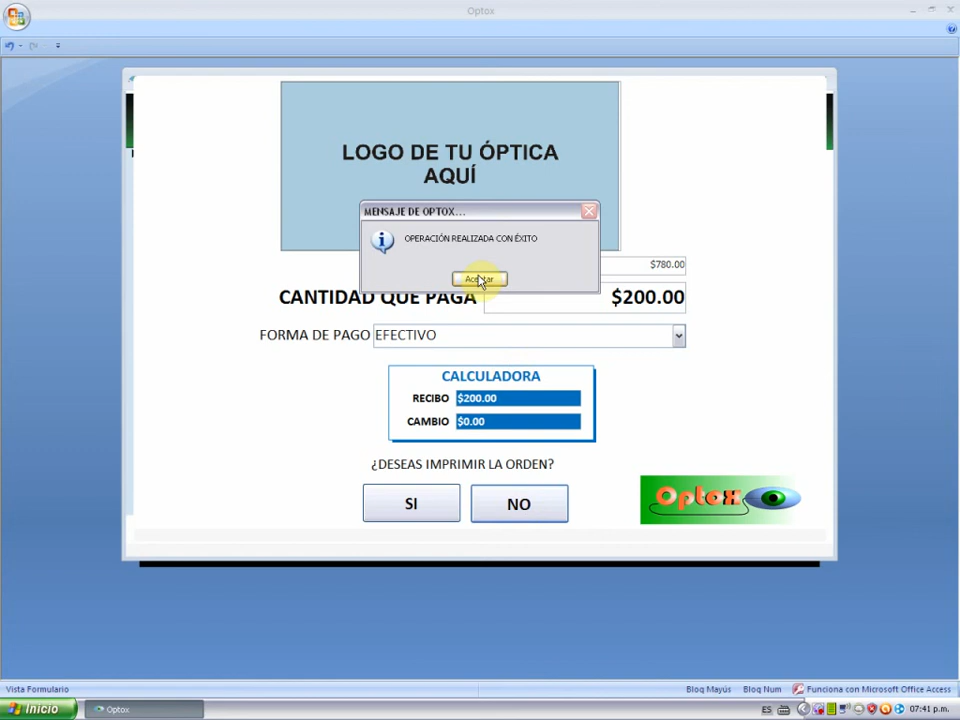 Optox
LOGO DE TU ÓPTICA
AQUÍ
MENSAJE DE OPTOX...
OPERACIÓN REALIZADA CON ÉXITO
Aceptar
$780.00
CANTIDAD QUE PAGA
$200.00
FORMA DE PAGO
EFECTIVO
CALCULADORA
RECIBO
$200.00
CAMBIO
$0.00
¿DESEAS IMPRIMIR LA ORDEN?
SI
NO
Optox
Vista Formulario
Bloq Mayús
Bloq Num
Funciona con Microsoft Office Access
Inicio
Optox
ES
07:41 p.m.